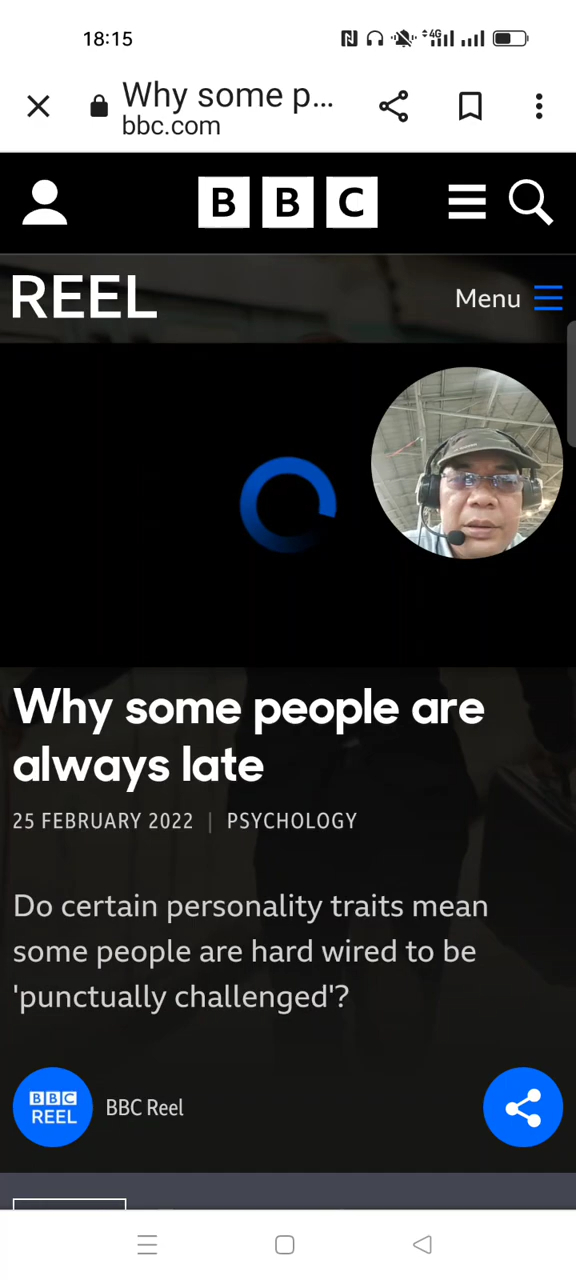 18:15
4G
Why some p...
bbc.com
BBC
REEL
Menu
Why some people are
always late
25 FEBRUARY 2022 | PSYCHOLOGY
Do certain personality traits mean
some people are hard wired to be
'punctually challenged'?
BBC
REEL
BBC Reel